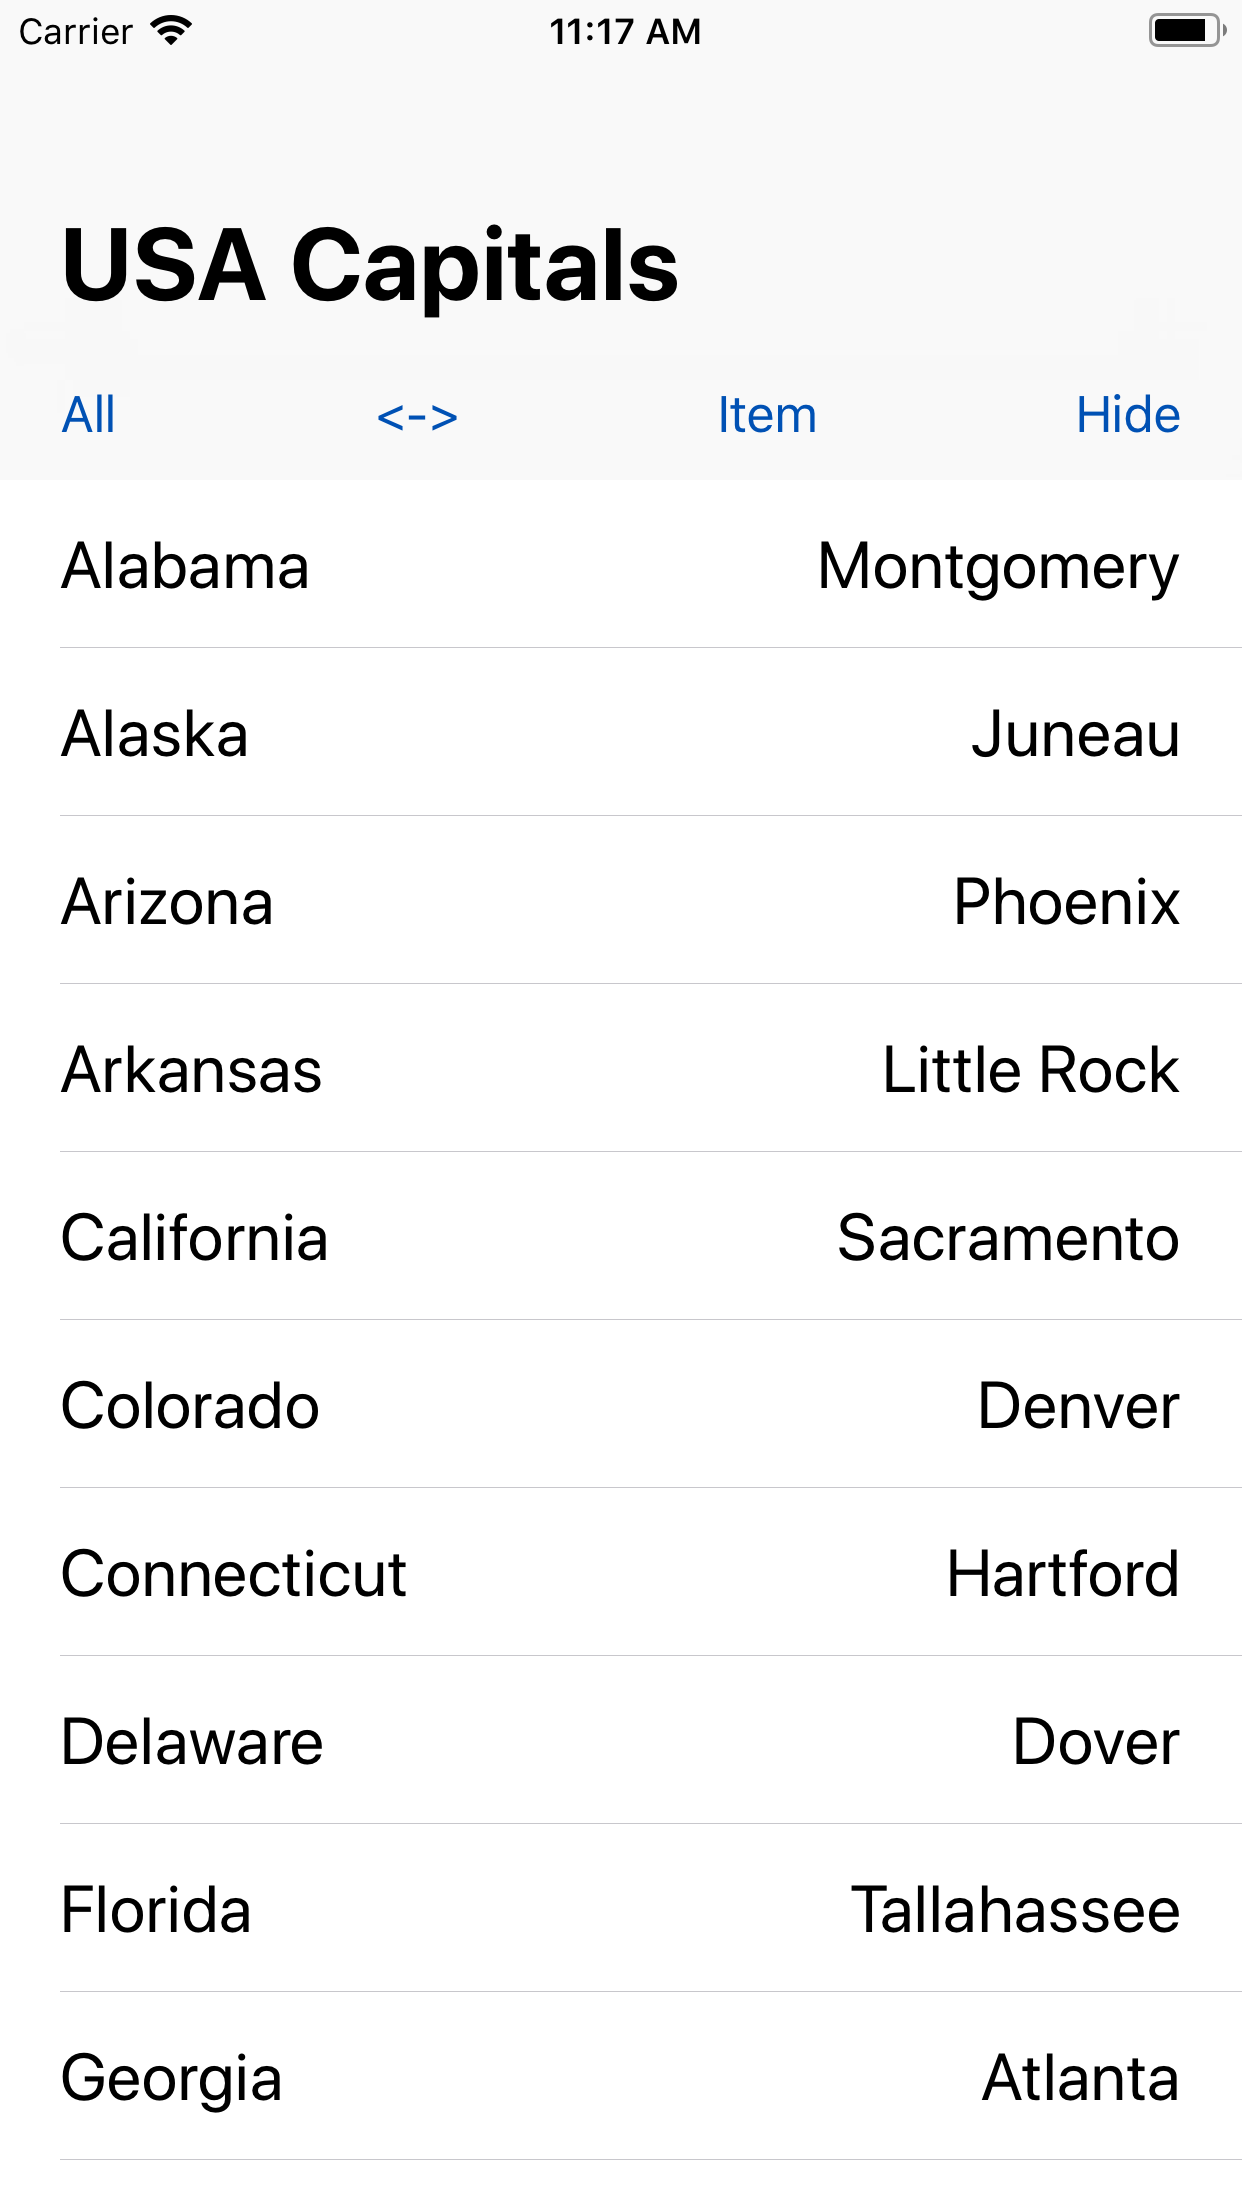 Carrier 11:17 AM
USA Capitals
All <-> Item Hide
Alabama Montgomery
Alaska Juneau
Arizona Phoenix
Arkansas Little Rock
California Sacramento
Colorado Denver
Connecticut Hartford
Delaware Dover
Florida Tallahassee
Georgia Atlanta